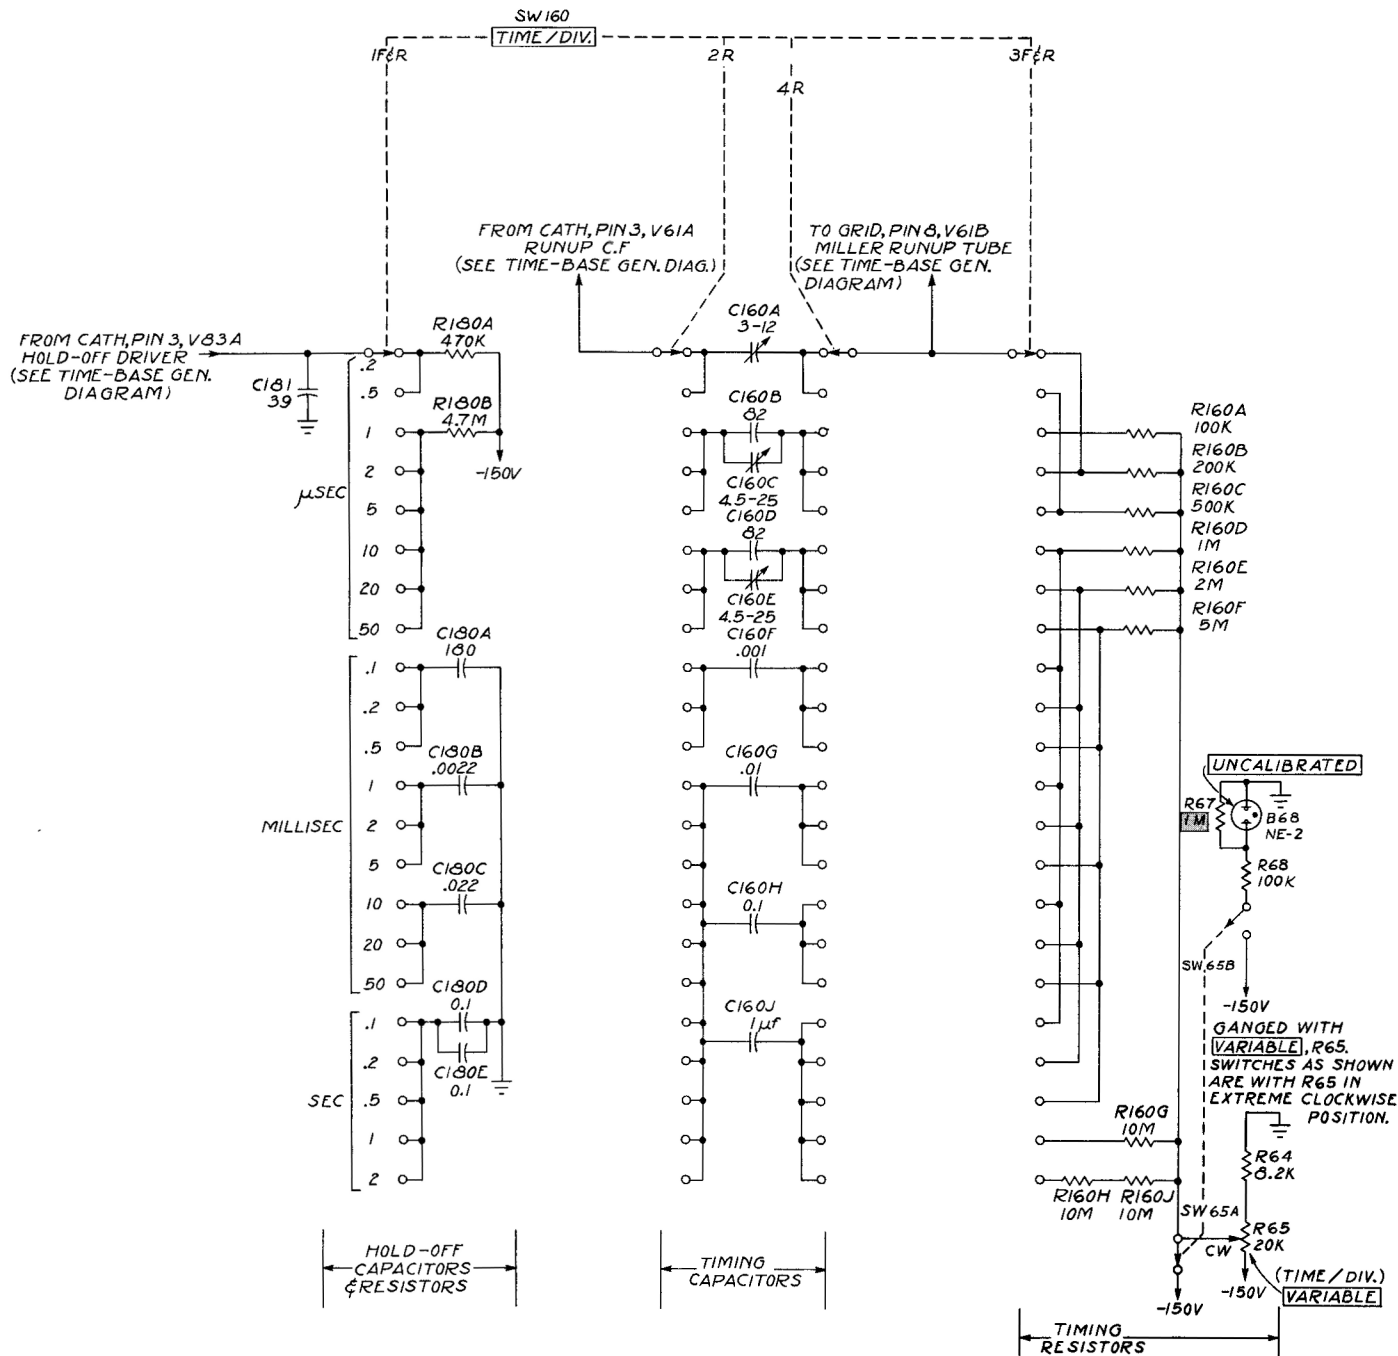 SW160
TIME/DIV.
1F&R
2R
4R
3F&R
FROM CATH, PIN 3, V61A
RUNUP C.F
(SEE TIME-BASE GEN. DIAG.)
TO GRID, PIN 8, V61B
MILLER RUNUP TUBE
(SEE TIME-BASE GEN.
DIAGRAM)
FROM CATH, PIN 3, V83A
HOLD-OFF DRIVER
(SEE TIME-BASE GEN.
DIAGRAM)
C181
39
R180A
470K
R180B
4.7M
-150V
μSEC
.2
.5
1
2
5
10
20
50
MILLISEC
.1
.2
.5
1
2
5
10
20
50
SEC
.1
.2
.5
1
2
C180A
180
C180B
.0022
C180C
.022
C180D
0.1
C180E
0.1
HOLD-OFF
CAPACITORS
& RESISTORS
C160A
3-12
C160B
82
C160C
4.5-25
C160D
82
C160E
4.5-25
C160F
.001
C160G
.01
C160H
0.1
C160J
1 μf
TIMING
CAPACITORS
R160A
100K
R160B
200K
R160C
500K
R160D
1M
R160E
2M
R160F
5M
R160G
10M
R160H
10M
R160J
10M
UNCALIBRATED
R67
1M
B68
NE-2
R68
100K
SW65B
-150V
GANGED WITH
VARIABLE, R65.
SWITCHES AS SHOWN
ARE WITH R65 IN
EXTREME CLOCKWISE
POSITION.
R64
8.2K
SW65A
CW
R65
20K
-150V
-150V
(TIME/DIV.)
VARIABLE
TIMING
RESISTORS